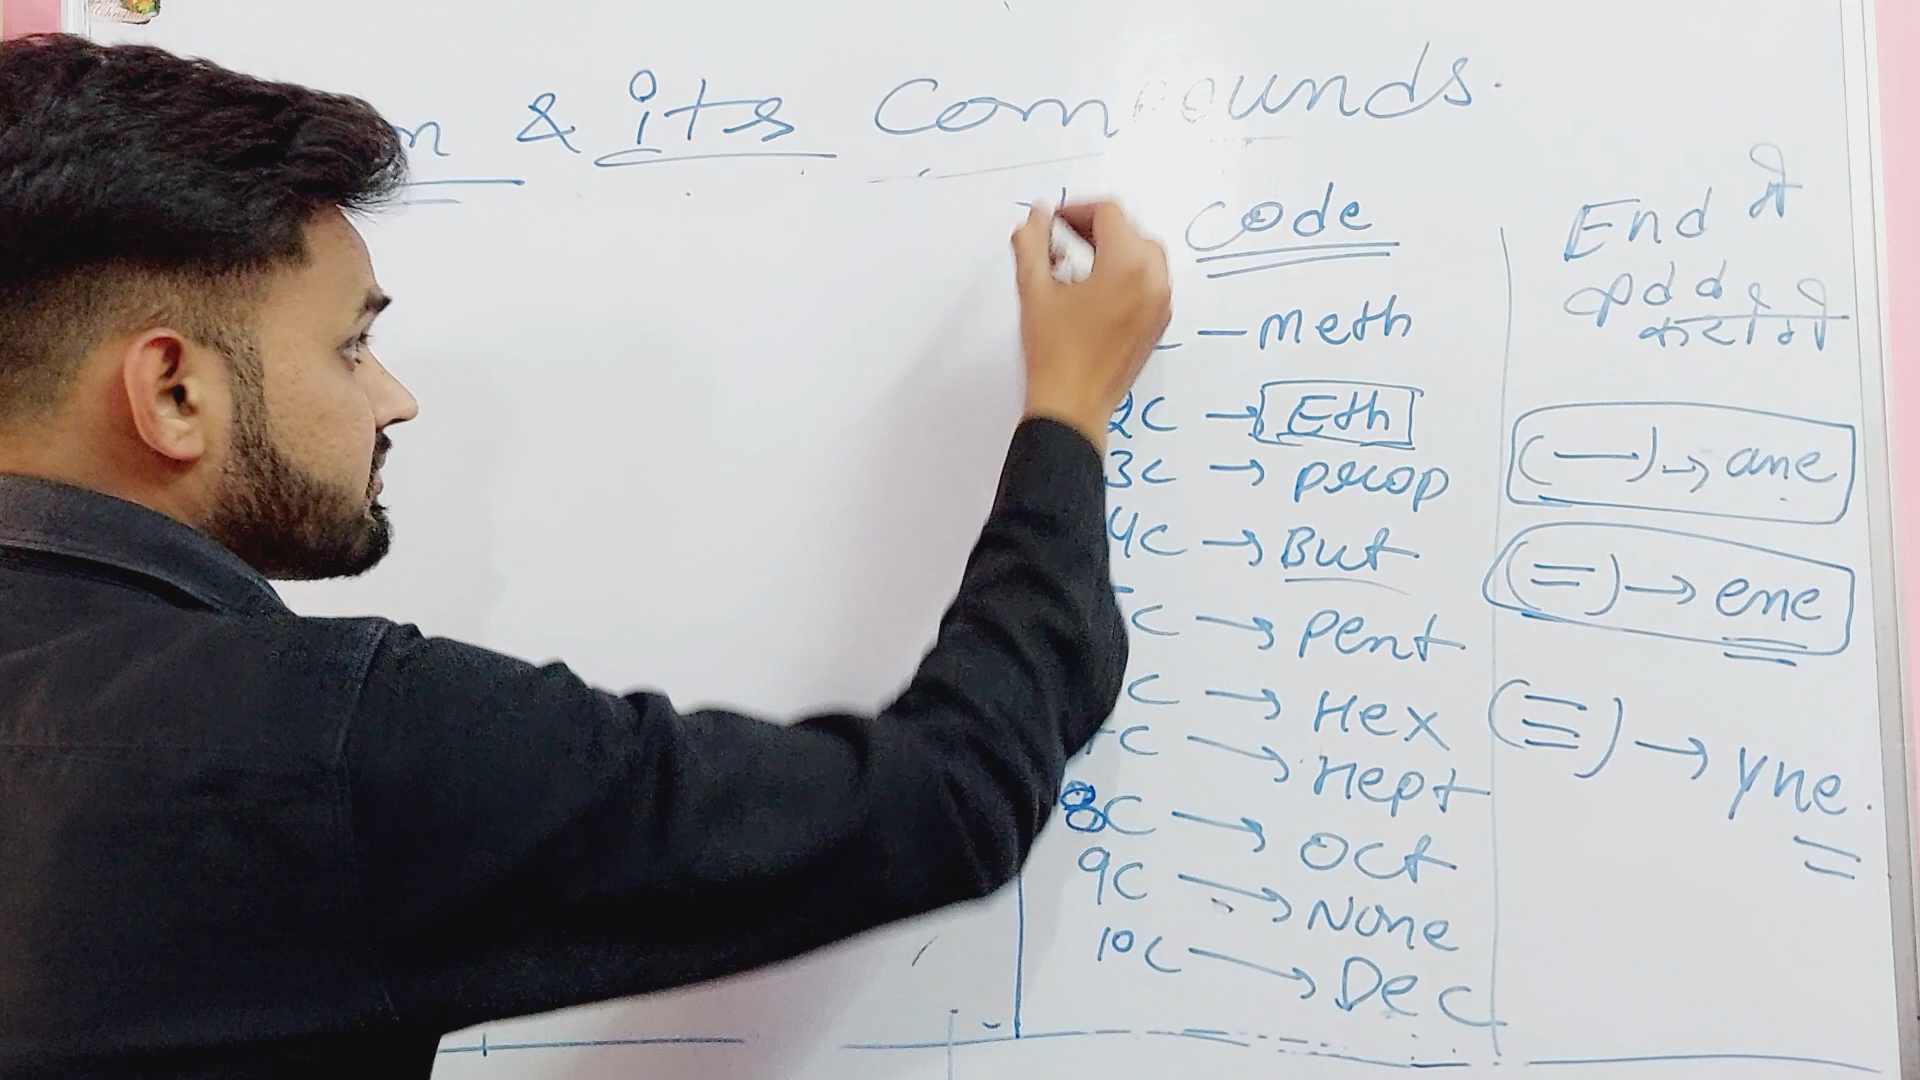 n & its Compounds.
Code
– meth
2C → Eth
3C → prop
4C → But
C → Pent
C → Hex
C → Hept
8C → Oct
9C → None
10C → Dec
End में
add
(—) → ane
(=) → ene
(≡) → yne.